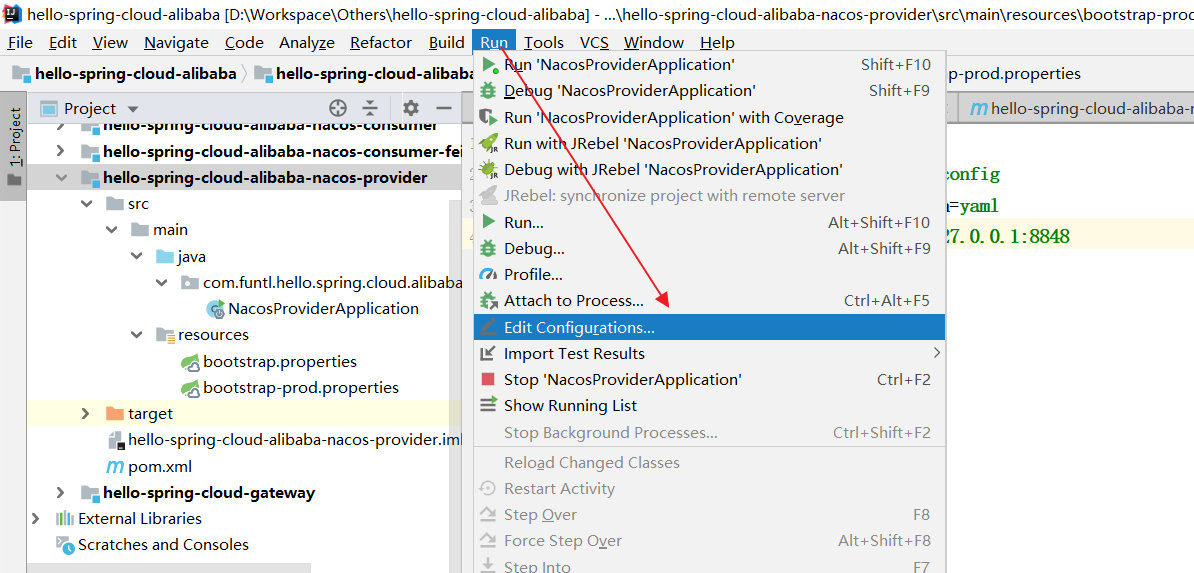 hello-spring-cloud-alibaba [D:\Workspace\Others\hello-spring-cloud-alibaba] - ...\hello-spring-cloud-alibaba-nacos-provider\src\main\resources\bootstrap-prod
File Edit View Navigate Code Analyze Refactor Build Run Tools VCS Window Help
hello-spring-cloud-alibaba hello-spring-cloud-alibab p-prod.properties
1: Project
Project
hello-spring-cloud-alibaba-
hello-spring-cloud-alibaba-nacos-consumer
hello-spring-cloud-alibaba-nacos-consumer-fei
hello-spring-cloud-alibaba-nacos-provider
src
main
java
com.funtl.hello.spring.cloud.alibaba
NacosProviderApplication
resources
bootstrap.properties
bootstrap-prod.properties
target
hello-spring-cloud-alibaba-nacos-provider.iml
pom.xml
hello-spring-cloud-gateway
External Libraries
Scratches and Consoles
Run 'NacosProviderApplication' Shift+F10
Debug 'NacosProviderApplication' Shift+F9
Run 'NacosProviderApplication' with Coverage
Run with JRebel 'NacosProviderApplication'
Debug with JRebel 'NacosProviderApplication'
JRebel: synchronize project with remote server
Run... Alt+Shift+F10
Debug... Alt+Shift+F9
Profile...
Attach to Process... Ctrl+Alt+F5
Edit Configurations...
Import Test Results
Stop 'NacosProviderApplication' Ctrl+F2
Show Running List
Stop Background Processes... Ctrl+Shift+F2
Reload Changed Classes
Restart Activity
Step Over F8
Force Step Over Alt+Shift+F8
Step Into F7
config
=yaml
27.0.0.1:8848